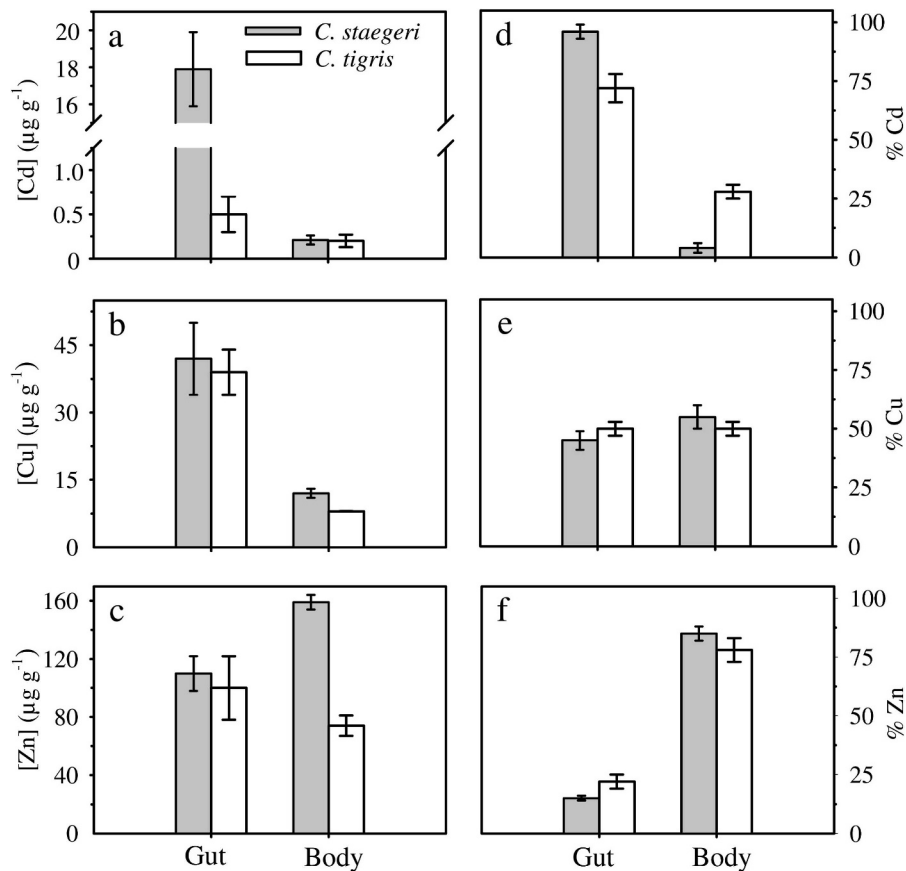 a
C. staegeri
C. tigris
[Cd] (µg g⁻¹)
20
18
16
1.0
0.5
0
d
% Cd
100
75
50
25
0
b
[Cu] (µg g⁻¹)
45
30
15
0
e
% Cu
100
75
50
25
0
c
[Zn] (µg g⁻¹)
160
120
80
40
0
Gut
Body
f
% Zn
100
75
50
25
0
Gut
Body